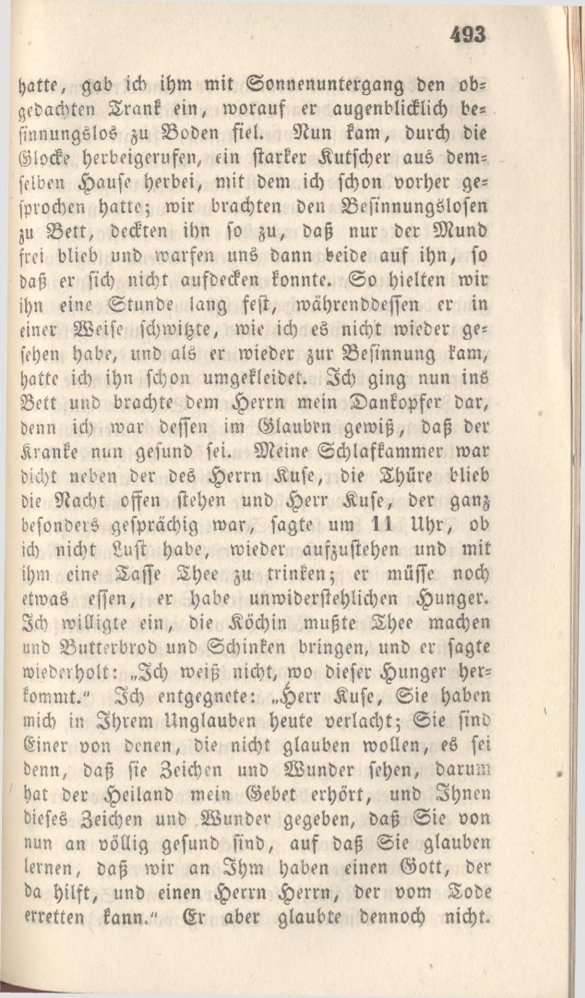 493
hatte, gab ich ihm mit Sonnenuntergang den ob-
gedachten Trank ein, worauf er augenblicklich be-
sinnungslos zu Boden fiel. Nun kam, durch die
Glocke herbeigerufen, ein starker Kutscher aus dem-
selben Hause herbei, mit dem ich schon vorher ge-
sprochen hatte; wir brachten den Besinnungslosen
zu Bett, deckten ihn so zu, daß nur der Mund
frei blieb und warfen uns dann beide auf ihn, so
daß er sich nicht aufdecken konnte. So hielten wir
ihn eine Stunde lang fest, währenddessen er in
einer Weise schwitzte, wie ich es nicht wieder ge-
sehen habe, und als er wieder zur Besinnung kam,
hatte ich ihn schon umgekleidet. Ich ging nun ins
Bett und brachte dem Herrn mein Dankopfer dar,
denn ich war dessen im Glauben gewiß, daß der
Kranke nun gesund sei. Meine Schlafkammer war
dicht neben der des Herrn Kuse, die Thüre blieb
die Nacht offen stehen und Herr Kuse, der ganz
besonders gesprächig war, sagte um 11 Uhr, ob
ich nicht Lust habe, wieder aufzustehen und mit
ihm eine Tasse Thee zu trinken; er müsse noch
etwas essen, er habe unwiderstehlichen Hunger.
Ich willigte ein, die Köchin mußte Thee machen
und Butterbrod und Schinken bringen, und er sagte
wiederholt: „Ich weiß nicht, wo dieser Hunger her-
kommt.“ Ich entgegnete: „Herr Kuse, Sie haben
mich in Ihrem Unglauben heute verlacht; Sie sind
Einer von denen, die nicht glauben wollen, es sei
denn, daß sie Zeichen und Wunder sehen, darum
hat der Heiland mein Gebet erhört, und Ihnen
dieses Zeichen und Wunder gegeben, daß Sie von
nun an völlig gesund sind, auf daß Sie glauben
lernen, daß wir an Ihm haben einen Gott, der
da hilft, und einen Herrn Herrn, der vom Tode
erretten kann.“ Er aber glaubte dennoch nicht.